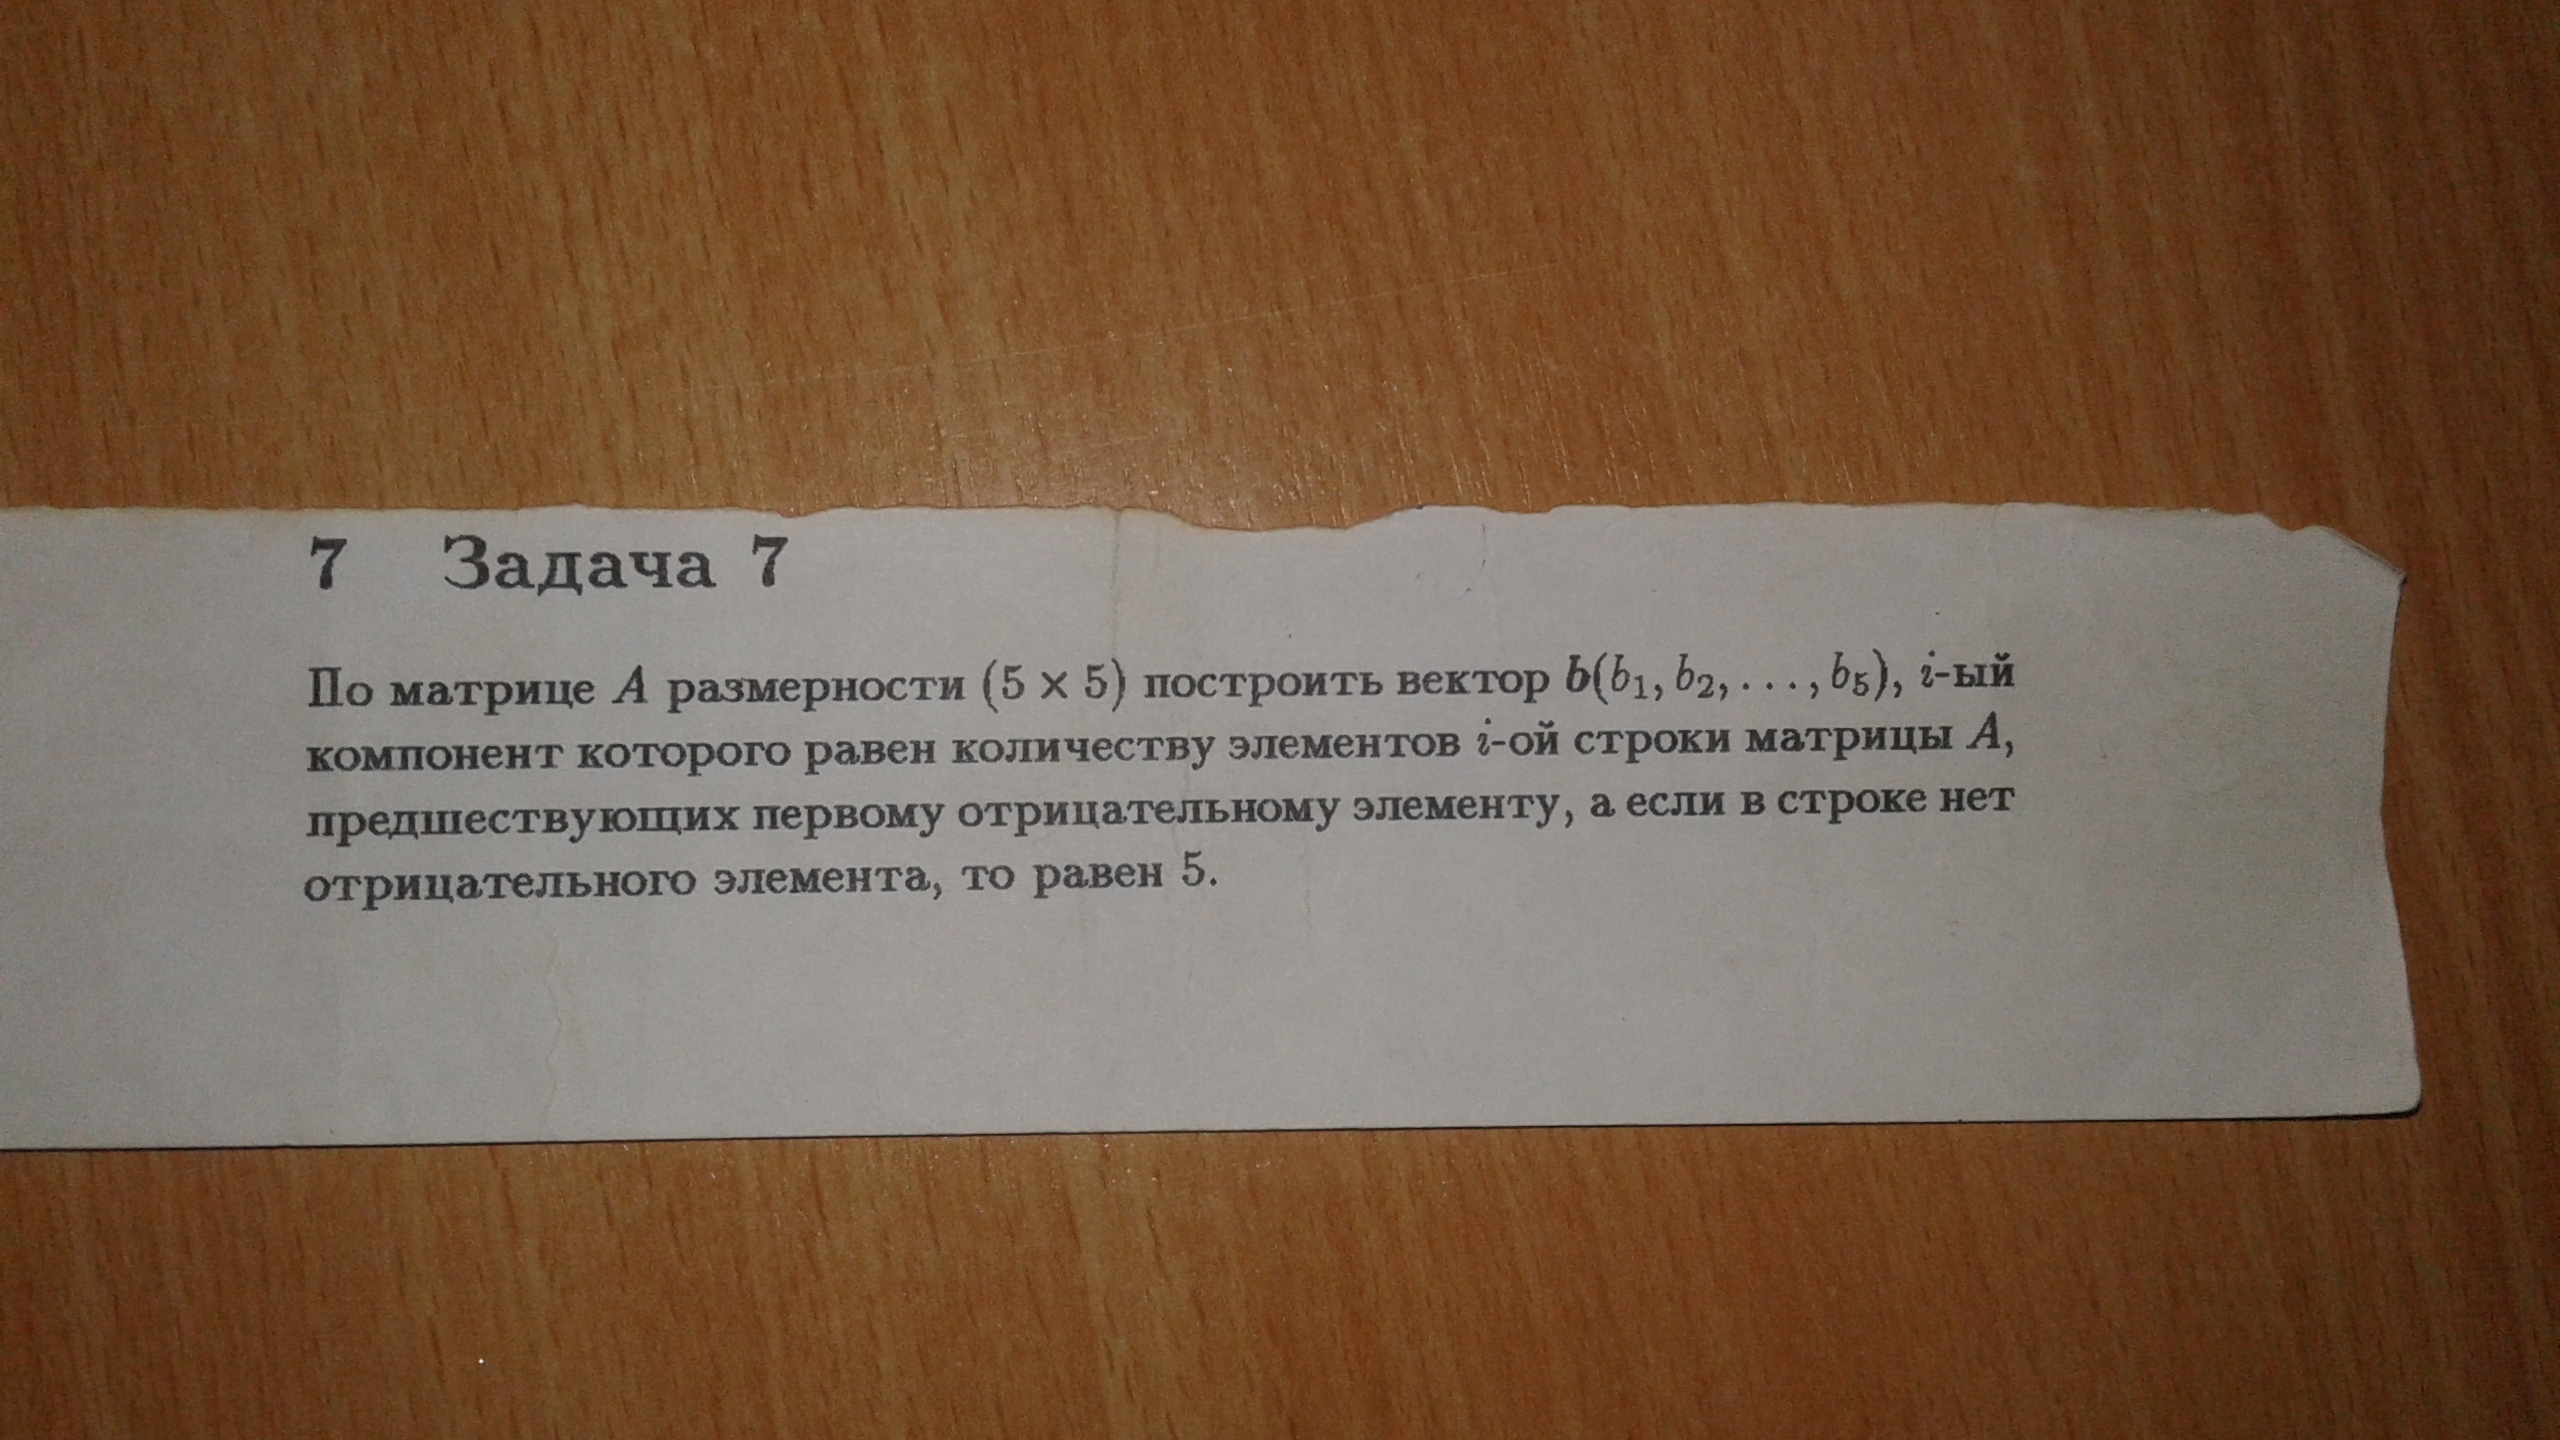 7 Задача 7
По матрице A размерности (5 × 5) построить вектор b(b₁, b₂, . . . , b₅), i-ый
компонент которого равен количеству элементов i-ой строки матрицы A,
предшествующих первому отрицательному элементу, а если в строке нет
отрицательного элемента, то равен 5.